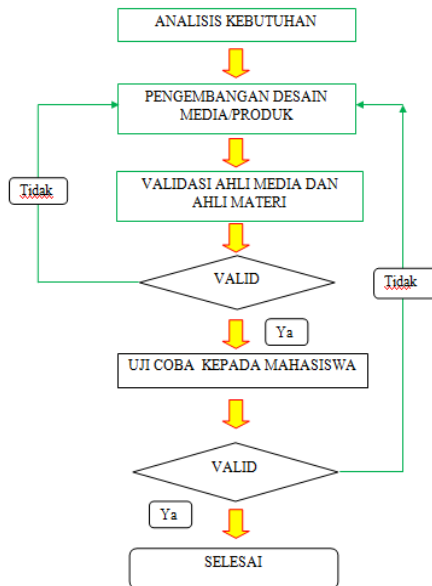 ANALISIS KEBUTUHAN
PENGEMBANGAN DESAIN
MEDIA/PRODUK
Tidak
VALIDASI AHLI MEDIA DAN
AHLI MATERI
VALID
Tidak
Ya
UJI COBA KEPADA MAHASISWA
VALID
Ya
SELESAI